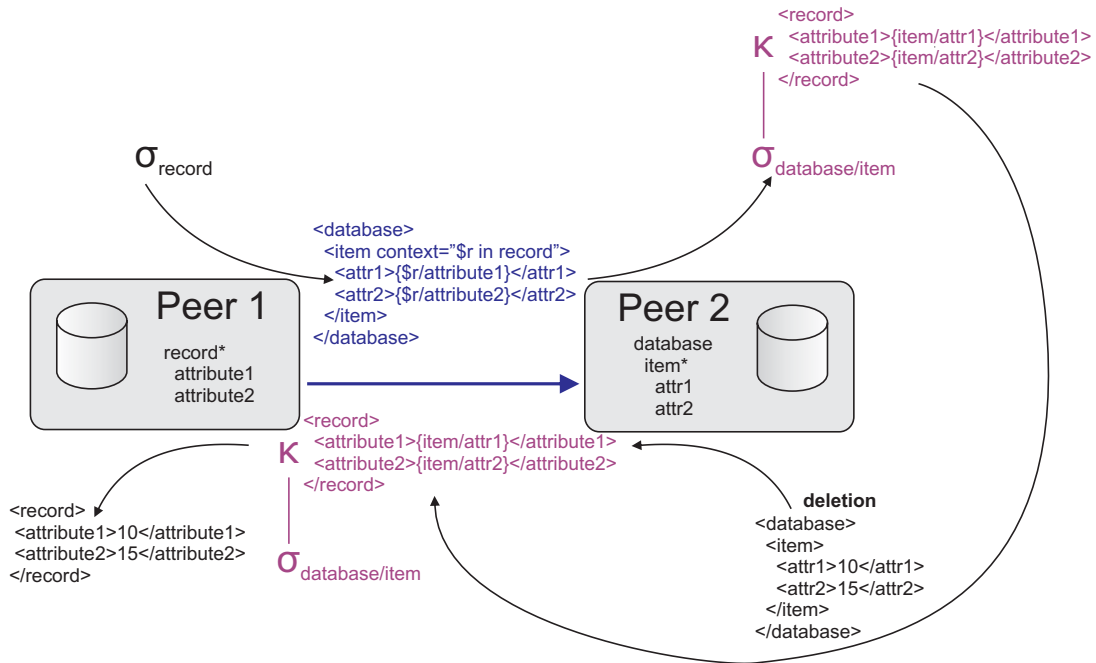 <record>
<attribute1>{item/attr1}</attribute1>
κ
<attribute2>{item/attr2}</attribute2>
</record>
σrecord
σdatabase/item
<database>
<item context="$r in record">
<attr1>{$r/attribute1}</attr1>
<attr2>{$r/attribute2}</attr2>
</item>
</database>
Peer 1
record*
attribute1
attribute2
Peer 2
database
item*
attr1
attr2
<record>
<attribute1>{item/attr1}</attribute1>
κ
<attribute2>{item/attr2}</attribute2>
</record>
σdatabase/item
<record>
<attribute1>10</attribute1>
<attribute2>15</attribute2>
</record>
deletion
<database>
<item>
<attr1>10</attr1>
<attr2>15</attr2>
</item>
</database>